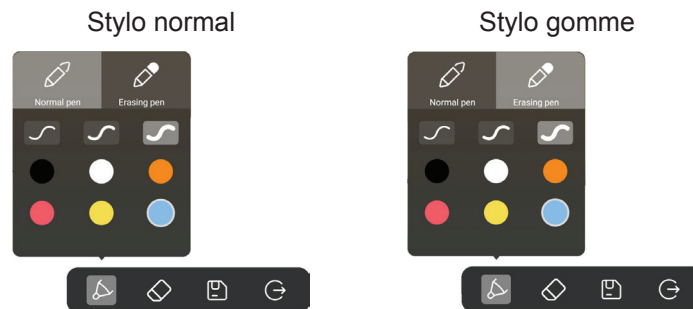 Stylo normal
Normal pen Erasing pen
Stylo gomme
Normal pen Erasing pen